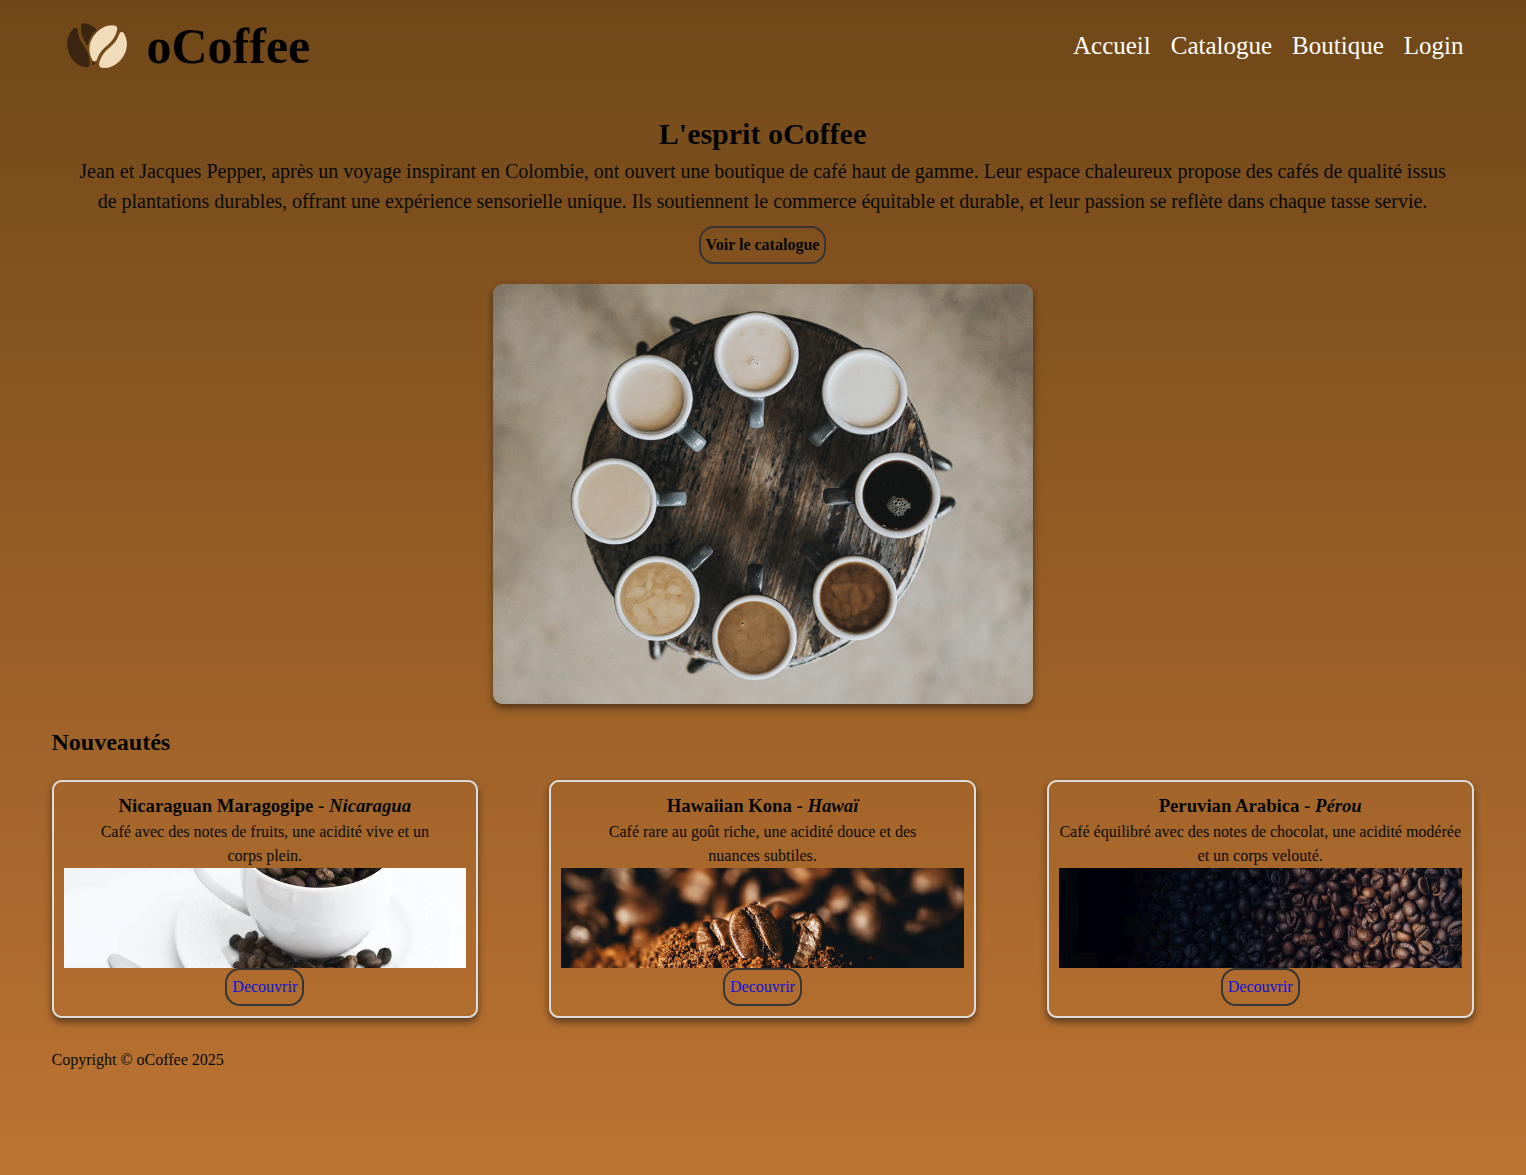 oCoffee
Accueil Catalogue Boutique Login
L'esprit oCoffee
Jean et Jacques Pepper, après un voyage inspirant en Colombie, ont ouvert une boutique de café haut de gamme. Leur espace chaleureux propose des cafés de qualité issus
de plantations durables, offrant une expérience sensorielle unique. Ils soutiennent le commerce équitable et durable, et leur passion se reflète dans chaque tasse servie.
Voir le catalogue
Nouveautés
Nicaraguan Maragogipe - Nicaragua
Café avec des notes de fruits, une acidité vive et un
corps plein.
Decouvrir
Hawaiian Kona - Hawaï
Café rare au goût riche, une acidité douce et des
nuances subtiles.
Decouvrir
Peruvian Arabica - Pérou
Café équilibré avec des notes de chocolat, une acidité modérée
et un corps velouté.
Decouvrir
Copyright © oCoffee 2025